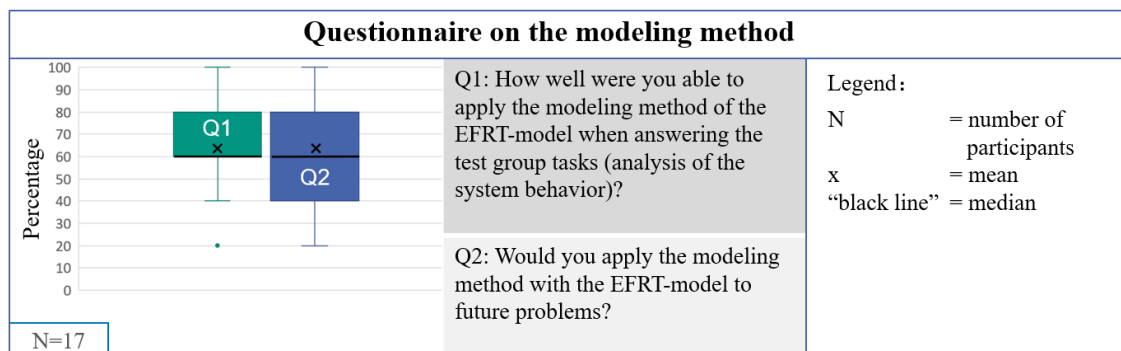 Questionnaire on the modeling method
Percentage
100
90
80
70
60
50
40
30
20
10
0
Q1
Q2
N=17
Q1: How well were you able to
apply the modeling method of the
EFRT-model when answering the
test group tasks (analysis of the
system behavior)?
Q2: Would you apply the modeling
method with the EFRT-model to
future problems?
Legend:
N = number of
participants
x = mean
“black line” = median